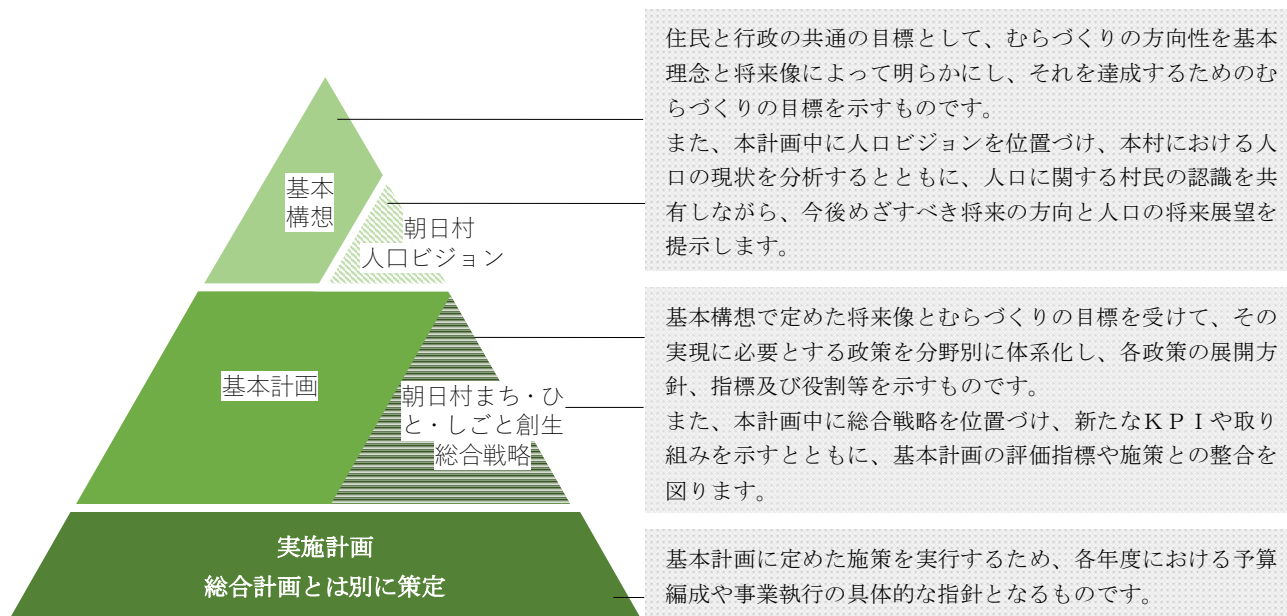 基本
構想
朝日村
人口ビジョン
住民と行政の共通の目標として、むらづくりの方向性を基本
理念と将来像によって明らかにし、それを達成するためのむ
らづくりの目標を示すものです。
また、本計画中に人口ビジョンを位置づけ、本村における人
口の現状を分析するとともに、人口に関する村民の認識を共
有しながら、今後めざすべき将来の方向と人口の将来展望を
提示します。
基本計画
朝日村まち・ひ
と・しごと創生
総合戦略
基本構想で定めた将来像とむらづくりの目標を受けて、その
実現に必要とする政策を分野別に体系化し、各政策の展開方
針、指標及び役割等を示すものです。
また、本計画中に総合戦略を位置づけ、新たなＫＰＩや取り
組みを示すとともに、基本計画の評価指標や施策との整合を
図ります。
実施計画
総合計画とは別に策定
基本計画に定めた施策を実行するため、各年度における予算
編成や事業執行の具体的な指針となるものです。